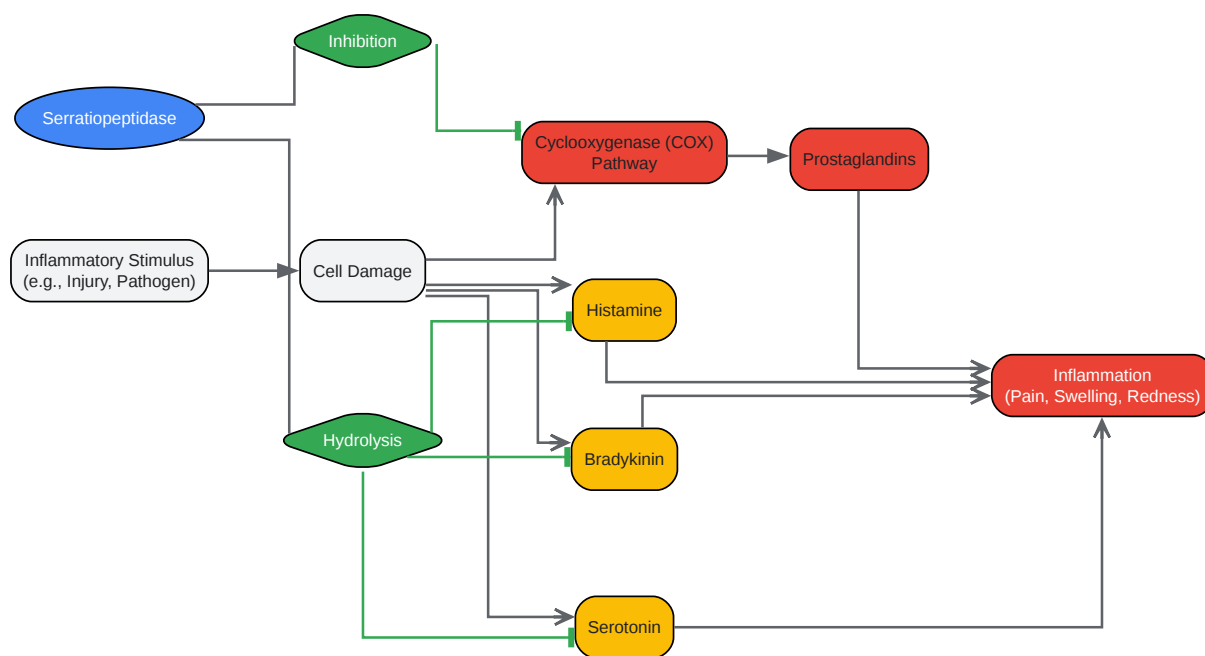 Inhibition
Serratiopeptidase
Cyclooxygenase (COX)
Pathway
Prostaglandins
Inflammatory Stimulus
(e.g., Injury, Pathogen)
Cell Damage
Histamine
Inflammation
(Pain, Swelling, Redness)
Hydrolysis
Bradykinin
Serotonin